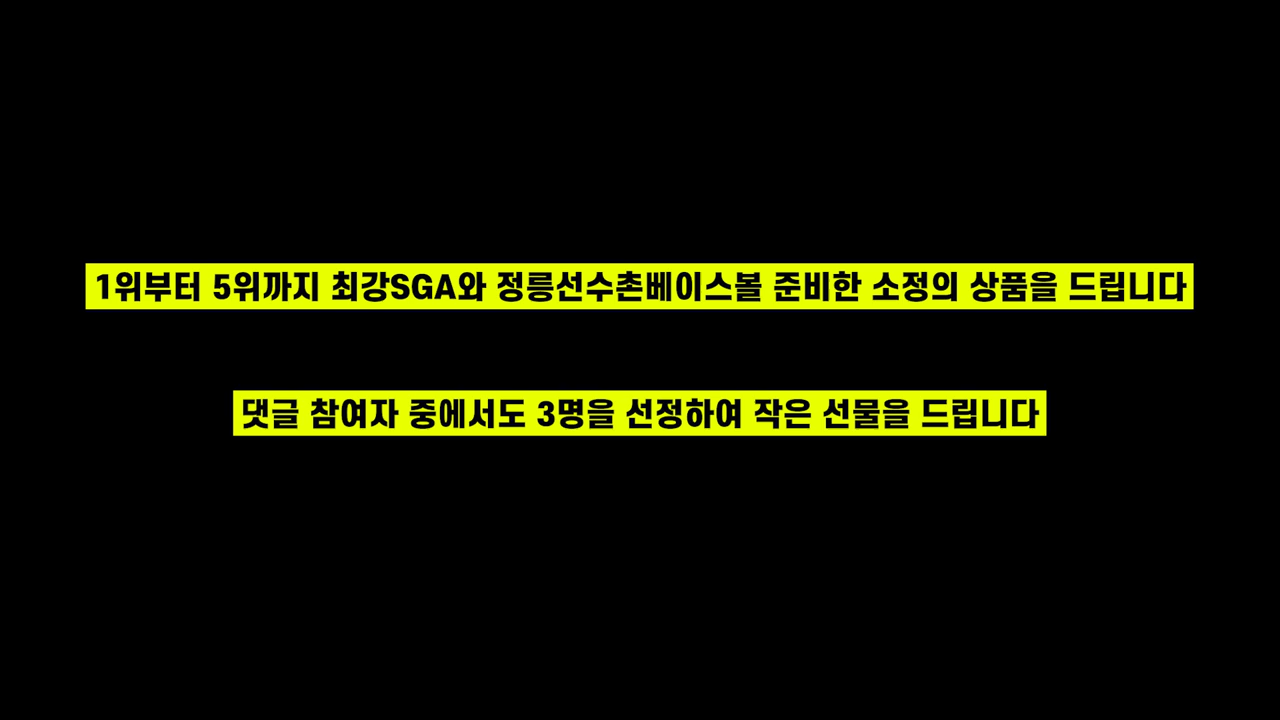 1위부터 5위까지 최강SGA와 정릉선수촌베이스볼 준비한 소정의 상품을 드립니다
댓글 참여자 중에서도 3명을 선정하여 작은 선물을 드립니다